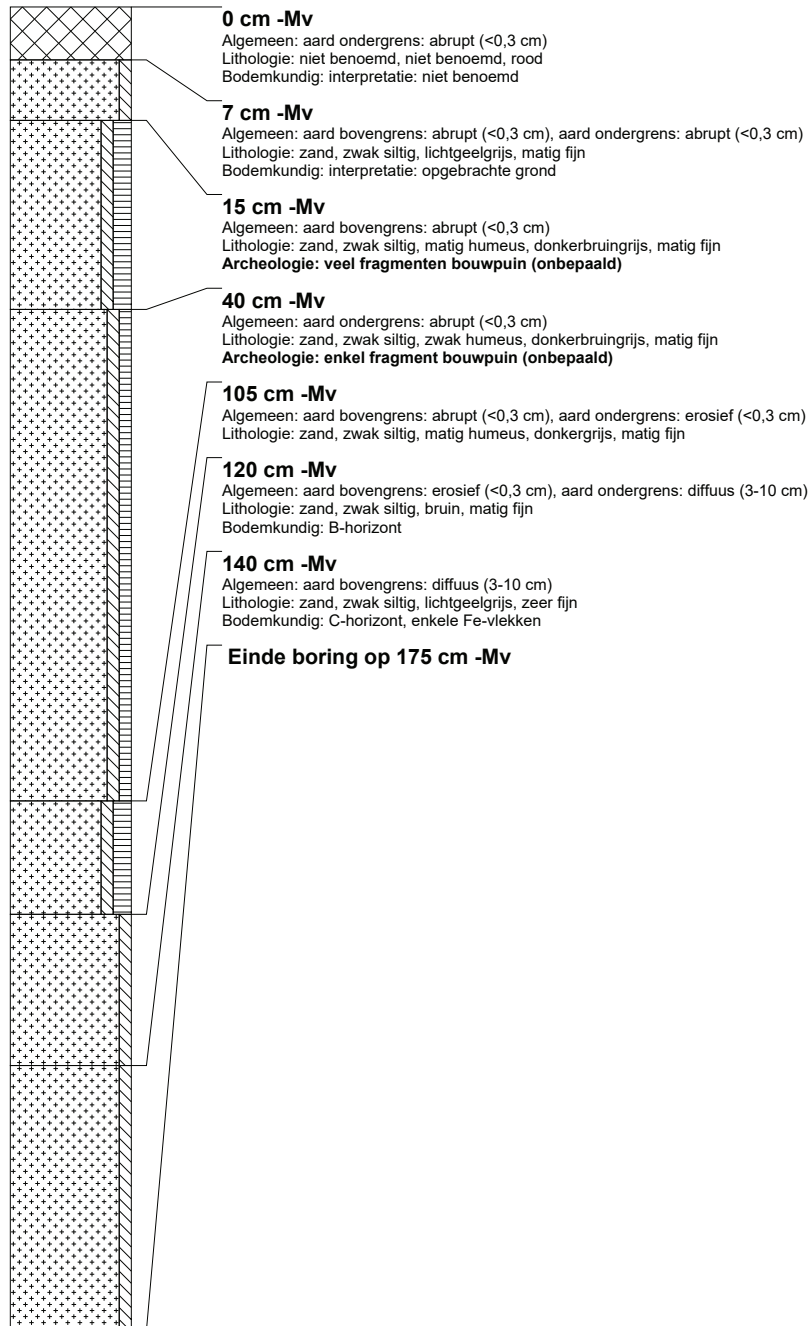 0 cm -Mv
Algemeen: aard ondergrens: abrupt (<0,3 cm)
Lithologie: niet benoemd, niet benoemd, rood
Bodemkundig: interpretatie: niet benoemd
7 cm -Mv
Algemeen: aard bovengrens: abrupt (<0,3 cm), aard ondergrens: abrupt (<0,3 cm)
Lithologie: zand, zwak siltig, lichtgeelgrijs, matig fijn
Bodemkundig: interpretatie: opgebrachte grond
15 cm -Mv
Algemeen: aard bovengrens: abrupt (<0,3 cm)
Lithologie: zand, zwak siltig, matig humeus, donkerbruingrijs, matig fijn
Archeologie: veel fragmenten bouwpuin (onbepaald)
40 cm -Mv
Algemeen: aard ondergrens: abrupt (<0,3 cm)
Lithologie: zand, zwak siltig, zwak humeus, donkerbruingrijs, matig fijn
Archeologie: enkel fragment bouwpuin (onbepaald)
105 cm -Mv
Algemeen: aard bovengrens: abrupt (<0,3 cm), aard ondergrens: erosief (<0,3 cm)
Lithologie: zand, zwak siltig, matig humeus, donkergrijs, matig fijn
120 cm -Mv
Algemeen: aard bovengrens: erosief (<0,3 cm), aard ondergrens: diffuus (3-10 cm)
Lithologie: zand, zwak siltig, bruin, matig fijn
Bodemkundig: B-horizont
140 cm -Mv
Algemeen: aard bovengrens: diffuus (3-10 cm)
Lithologie: zand, zwak siltig, lichtgeelgrijs, zeer fijn
Bodemkundig: C-horizont, enkele Fe-vlekken
Einde boring op 175 cm -Mv